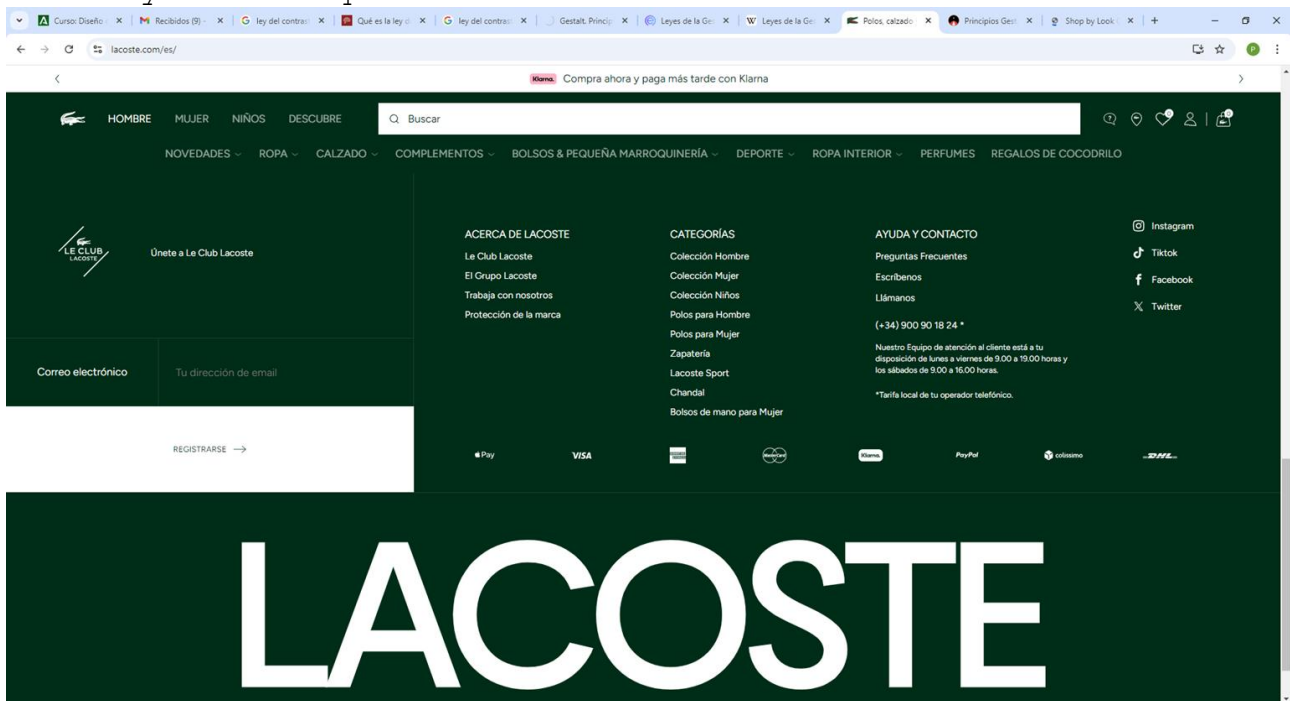 Curso: Diseño
Recibidos (9) -
ley del contras
Qué es la ley d
ley del contras
Gestalt. Princip
Leyes de la Ges
Leyes de la Ges
Polos, calzado
Principios Gest
Shop by Look
lacoste.com/es/
P
Klarna. Compra ahora y paga más tarde con Klarna
HOMBRE MUJER NIÑOS DESCUBRE Buscar 0 0
NOVEDADES ROPA CALZADO COMPLEMENTOS BOLSOS & PEQUEÑA MARROQUINERÍA DEPORTE ROPA INTERIOR PERFUMES REGALOS DE COCODRILO
LE CLUB
LACOSTE
Únete a Le Club Lacoste
Correo electrónico Tu dirección de email
REGISTRARSE
ACERCA DE LACOSTE
Le Club Lacoste
El Grupo Lacoste
Trabaja con nosotros
Protección de la marca
CATEGORÍAS
Colección Hombre
Colección Mujer
Colección Niños
Polos para Hombre
Polos para Mujer
Zapatería
Lacoste Sport
Chandal
Bolsos de mano para Mujer
AYUDA Y CONTACTO
Preguntas Frecuentes
Escríbenos
Llámanos
(+34) 900 90 18 24 *
Nuestro Equipo de atención al cliente está a tu
disposición de lunes a viernes de 9.00 a 19.00 horas y
los sábados de 9.00 a 16.00 horas.
*Tarifa local de tu operador telefónico.
Instagram
Tiktok
Facebook
Twitter
Pay VISA MasterCard Klarna. PayPal colissimo DHL
LACOSTE